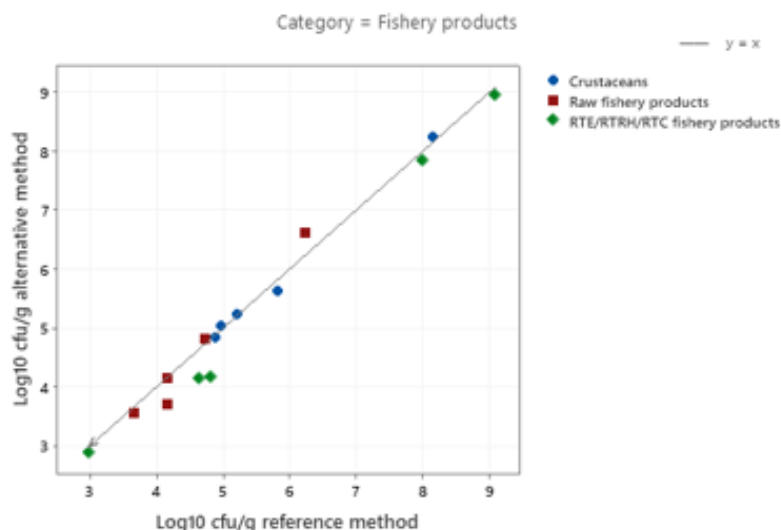 Category = Fishery products
y = x
Crustaceans
Raw fishery products
RTE/RTRH/RTC fishery products
Log10 cfu/g alternative method
9
8
7
6
5
4
3
3 4 5 6 7 8 9
Log10 cfu/g reference method